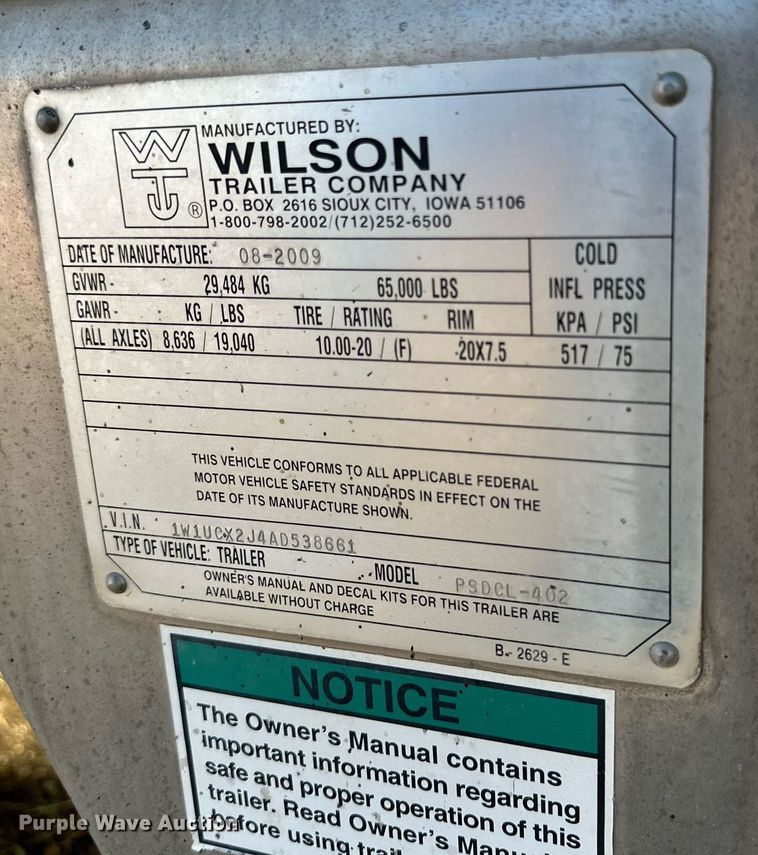 MANUFACTURED BY:
WILSON
TRAILER COMPANY
P.O. BOX 2616 SIOUX CITY, IOWA 51106
1-800-798-2002/(712)252-6500
WT ®
DATE OF MANUFACTURE: 08-2009
COLD
GVWR - 29,484 KG 65,000 LBS
INFL PRESS
GAWR - KG / LBS TIRE / RATING RIM
KPA / PSI
(ALL AXLES) 8,636 / 19,040 10.00-20 / (F) 20X7.5 517 / 75
THIS VEHICLE CONFORMS TO ALL APPLICABLE FEDERAL
MOTOR VEHICLE SAFETY STANDARDS IN EFFECT ON THE
DATE OF ITS MANUFACTURE SHOWN.
V.I.N. 1W1UCX2J4AD538661
TYPE OF VEHICLE: TRAILER MODEL PSDCL-402
OWNER'S MANUAL AND DECAL KITS FOR THIS TRAILER ARE
AVAILABLE WITHOUT CHARGE
B- 2629 - E
NOTICE
The Owner's Manual contains
important information regarding
safe and proper operation of this
trailer. Read Owner's
before using
Purple Wave Auction